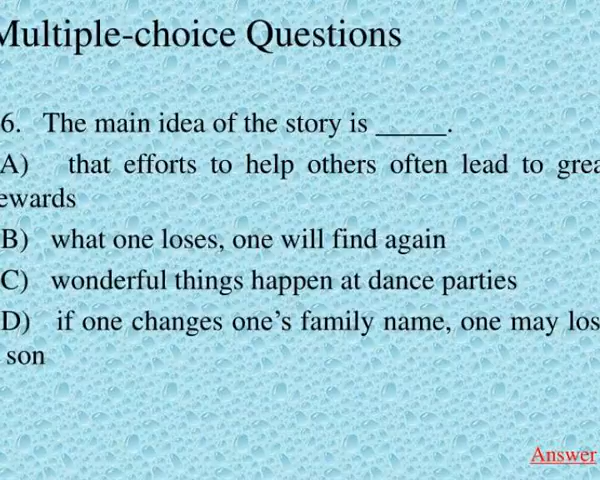 Multiple-choice Questions
6. The main idea of the story is _____.
A) that efforts to help others often lead to grea
ewards
B) what one loses, one will find again
C) wonderful things happen at dance parties
D) if one changes one’s family name, one may los
son
Answer